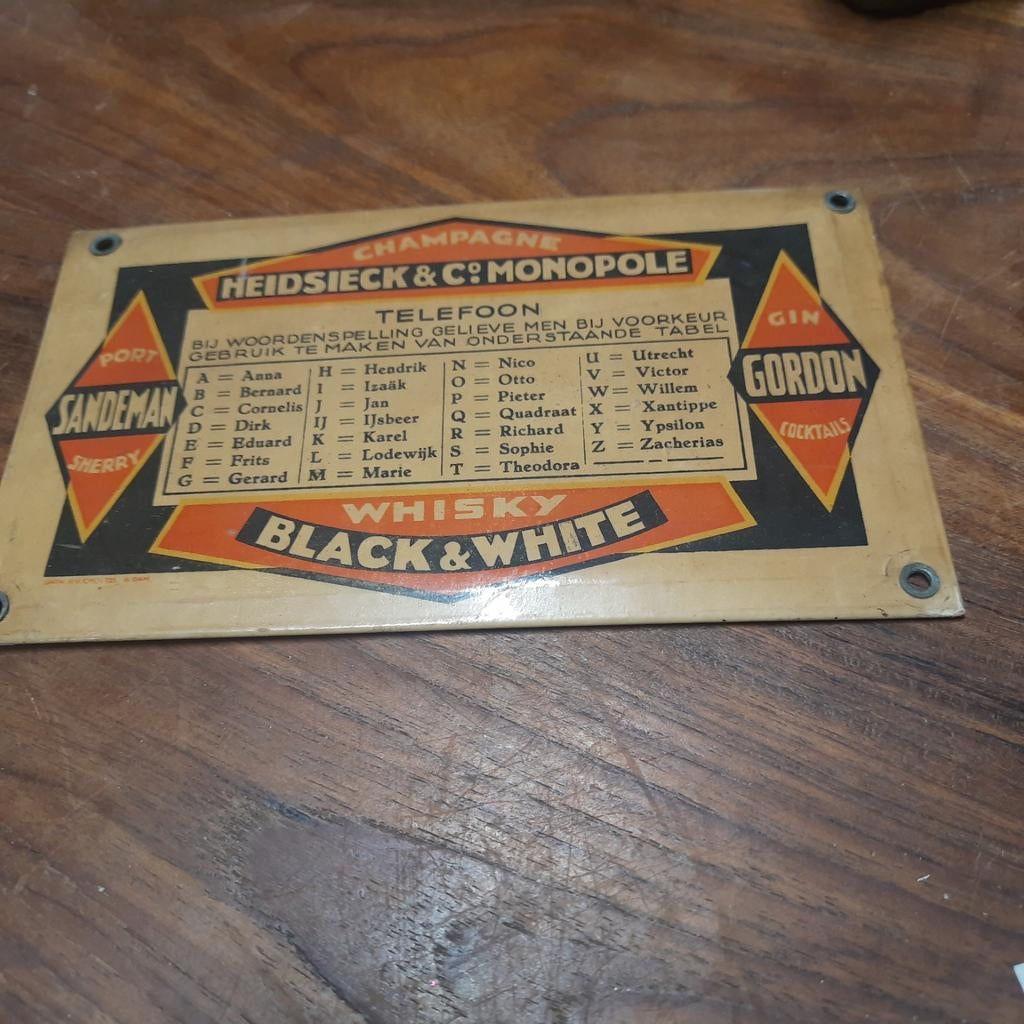 CHAMPAGNE
HEIDSIECK & Cº MONOPOLE
PORT
SANDEMAN
SHERRY
TELEFOON
BIJ WOORDENSPELLING GELIEVE MEN BIJ VOORKEUR
GEBRUIK TE MAKEN VAN ONDERSTAANDE TABEL
A = Anna
B = Bernard
C = Cornelis
D = Dirk
E = Eduard
F = Frits
G = Gerard
H = Hendrik
I = Izaäk
J = Jan
IJ = IJsbeer
K = Karel
L = Lodewijk
M = Marie
N = Nico
O = Otto
P = Pieter
Q = Quadraat
R = Richard
S = Sophie
T = Theodora
U = Utrecht
V = Victor
W = Willem
X = Xantippe
Y = Ypsilon
Z = Zacherias
GIN
GORDON
COCKTAILS
WHISKY
BLACK & WHITE